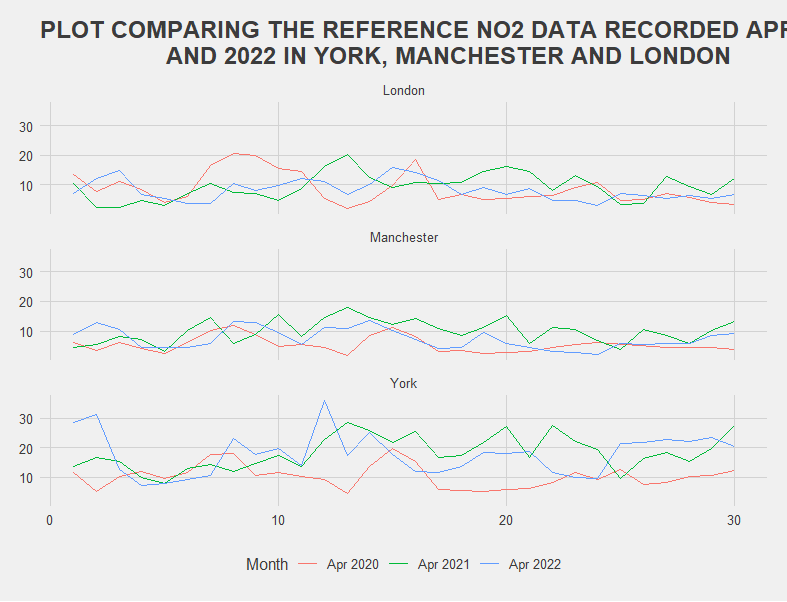 PLOT COMPARING THE REFERENCE NO2 DATA RECORDED
AND 2022 IN YORK, MANCHESTER AND LONDON
London
30
20
10
Manchester
30
20
10
York
30
20
10
0 10 20 30
Month Apr 2020 Apr 2021 Apr 2022